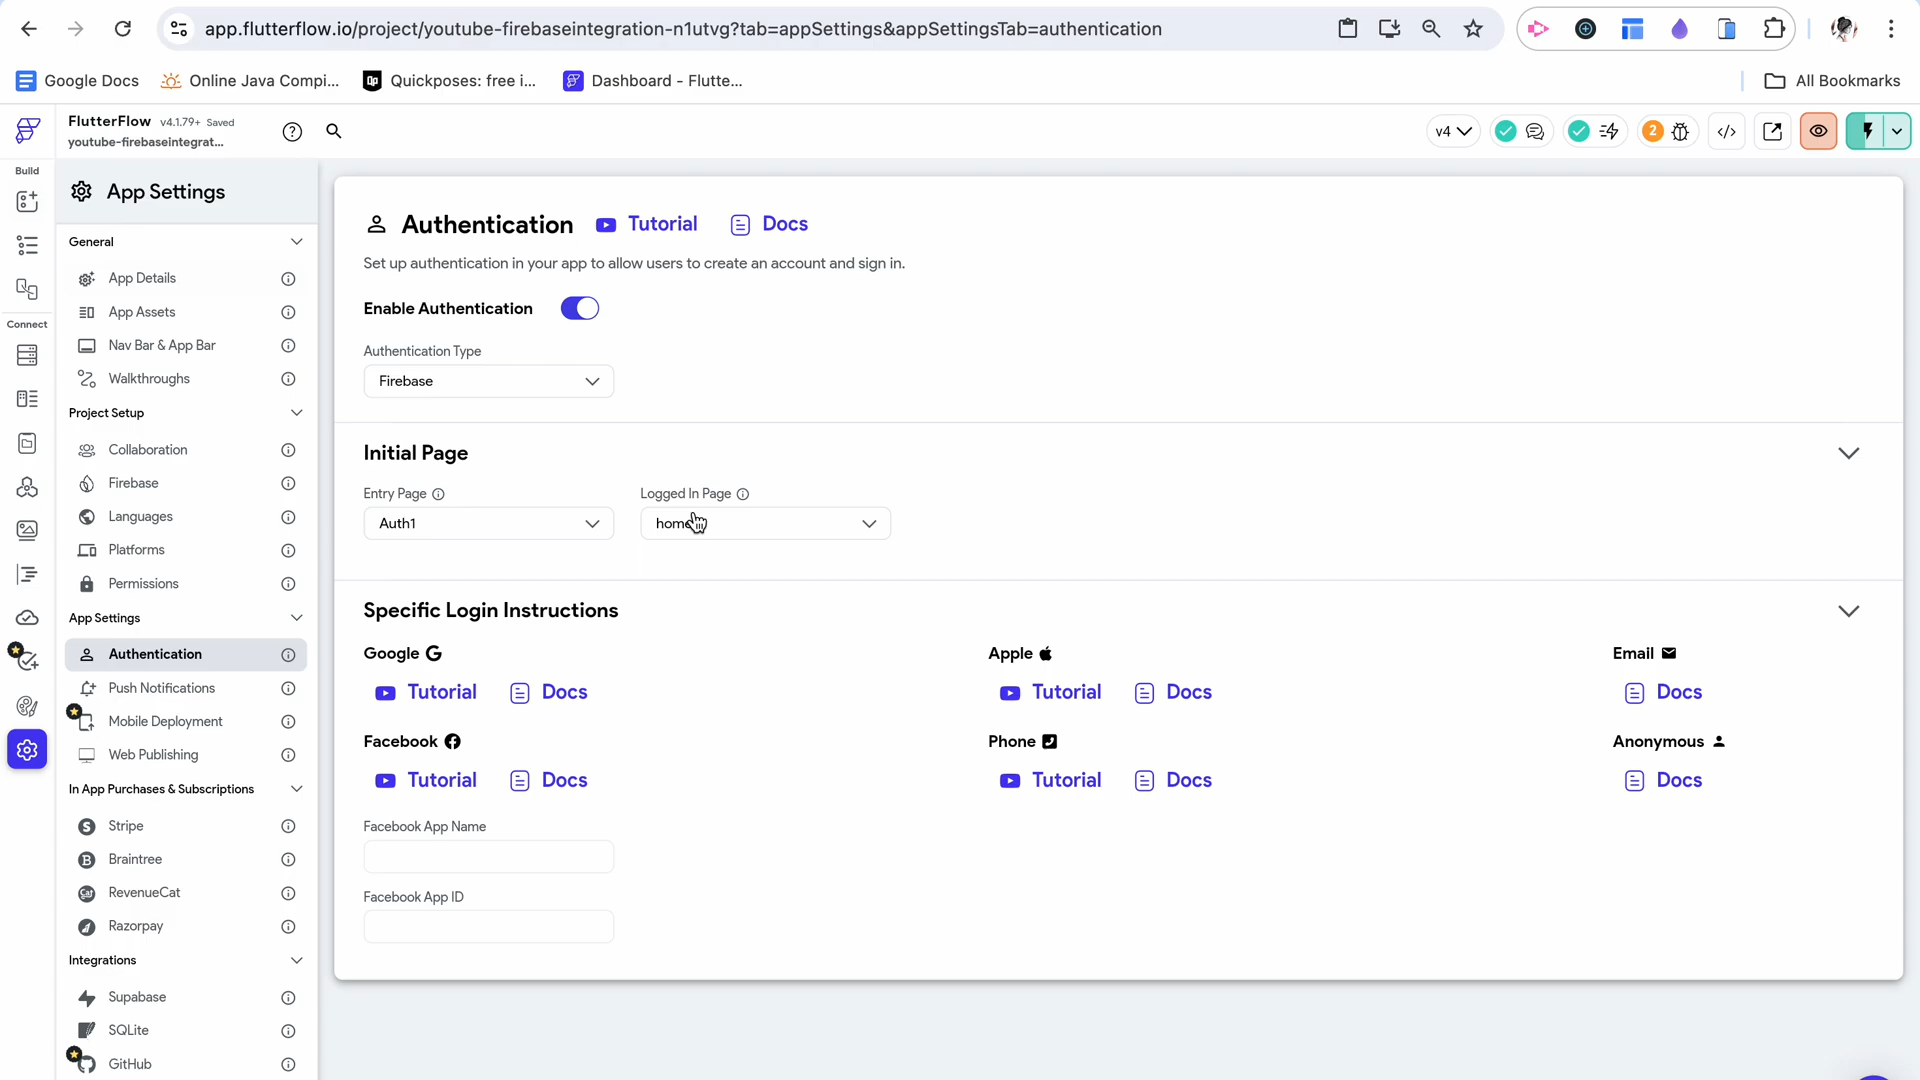 app.flutterflow.io/project/youtube-firebaseintegration-n1utvg?tab=appSettings&appSettingsTab=authentication
Google Docs
Online Java Compi...
Quickposes: free i...
Dashboard - Flutte...
All Bookmarks
FlutterFlow v4.1.79+ Saved
youtube-firebaseintegrat...
v4
2
Build
Connect
App Settings
General
App Details
App Assets
Nav Bar & App Bar
Walkthroughs
Project Setup
Collaboration
Firebase
Languages
Platforms
Permissions
App Settings
Authentication
Push Notifications
Mobile Deployment
Web Publishing
In App Purchases & Subscriptions
Stripe
Braintree
RevenueCat
Razorpay
Integrations
Supabase
SQLite
GitHub
Authentication Tutorial Docs
Set up authentication in your app to allow users to create an account and sign in.
Enable Authentication
Authentication Type
Firebase
Initial Page
Entry Page Logged In Page
Auth1
Specific Login Instructions
Google Apple Email
Tutorial Docs Tutorial Docs Docs
Facebook Phone Anonymous
Tutorial Docs Tutorial Docs Docs
Facebook App Name
Facebook App ID